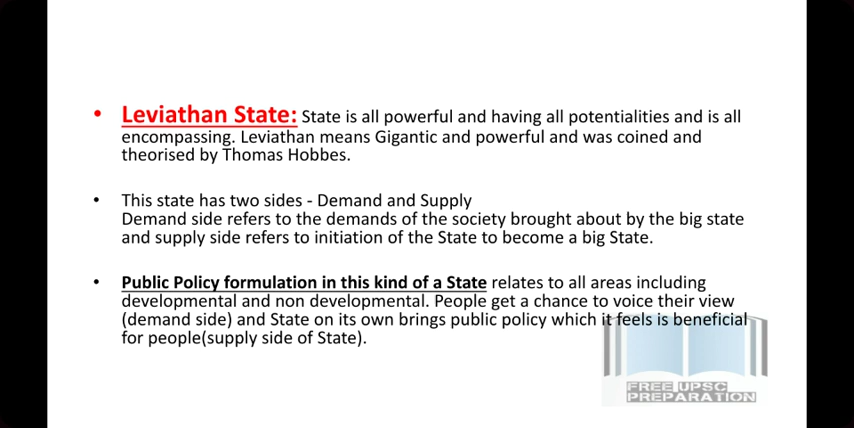 • Leviathan State: State is all powerful and having all potentialities and is all
encompassing. Leviathan means Gigantic and powerful and was coined and
theorised by Thomas Hobbes.
• This state has two sides - Demand and Supply
Demand side refers to the demands of the society brought about by the big state
and supply side refers to initiation of the State to become a big State.
• Public Policy formulation in this kind of a State relates to all areas including
developmental and non developmental. People get a chance to voice their view
(demand side) and State on its own brings public policy which it feels is beneficial
for people(supply side of State).
FREE UPSC
PREPARATION